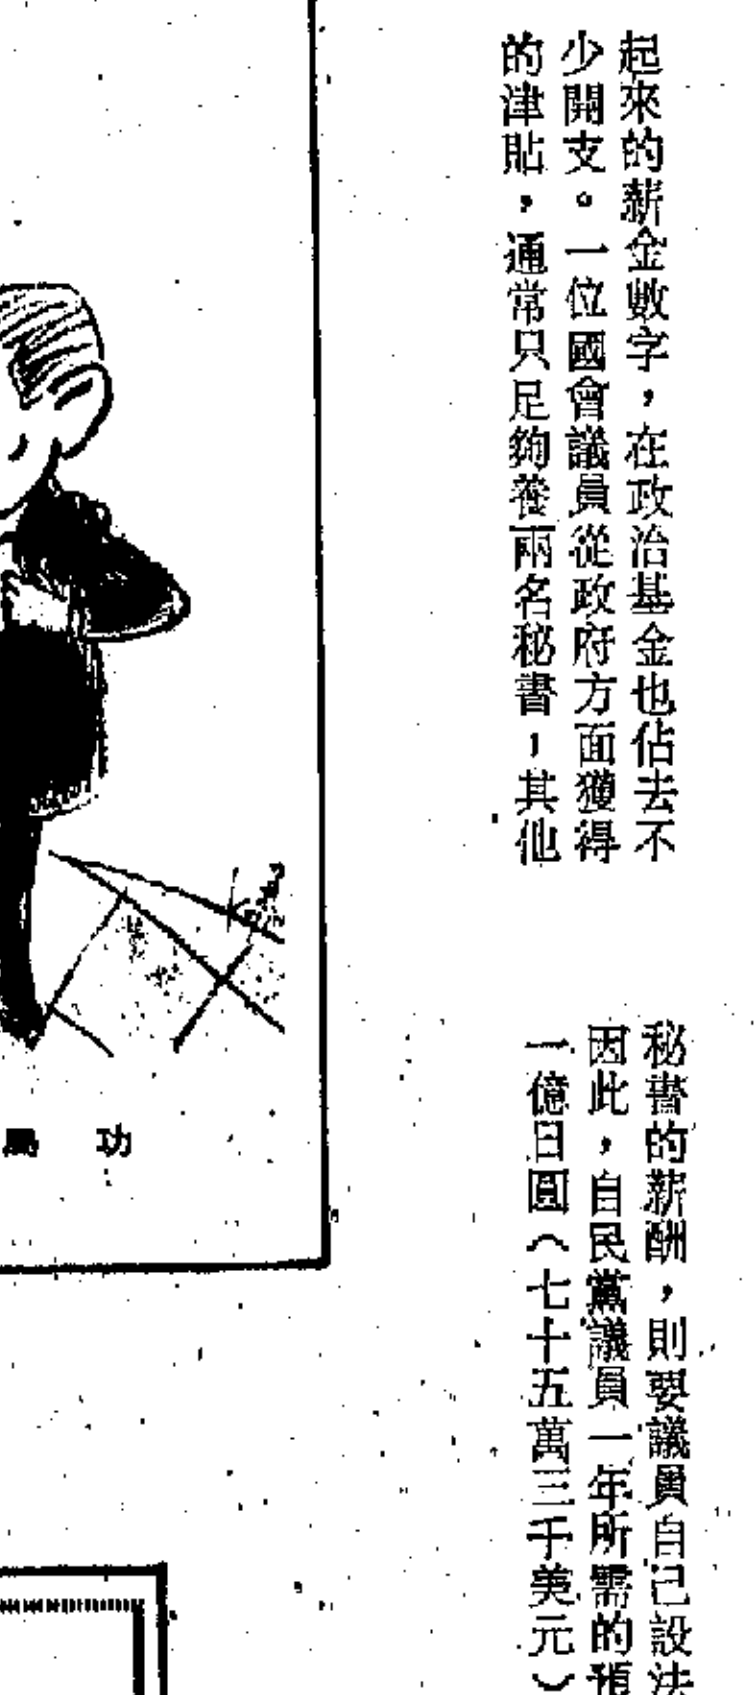 起來的薪金數字，在政治基金也佔去不
少開支。一位國會議員從政府方面獲得
的津貼，通常只足夠養兩名秘書，其他
秘書的薪酬，則要議員自己設法
因此，自民黨議員一年所需的預
一億日圓（七十五萬三千美元）
功